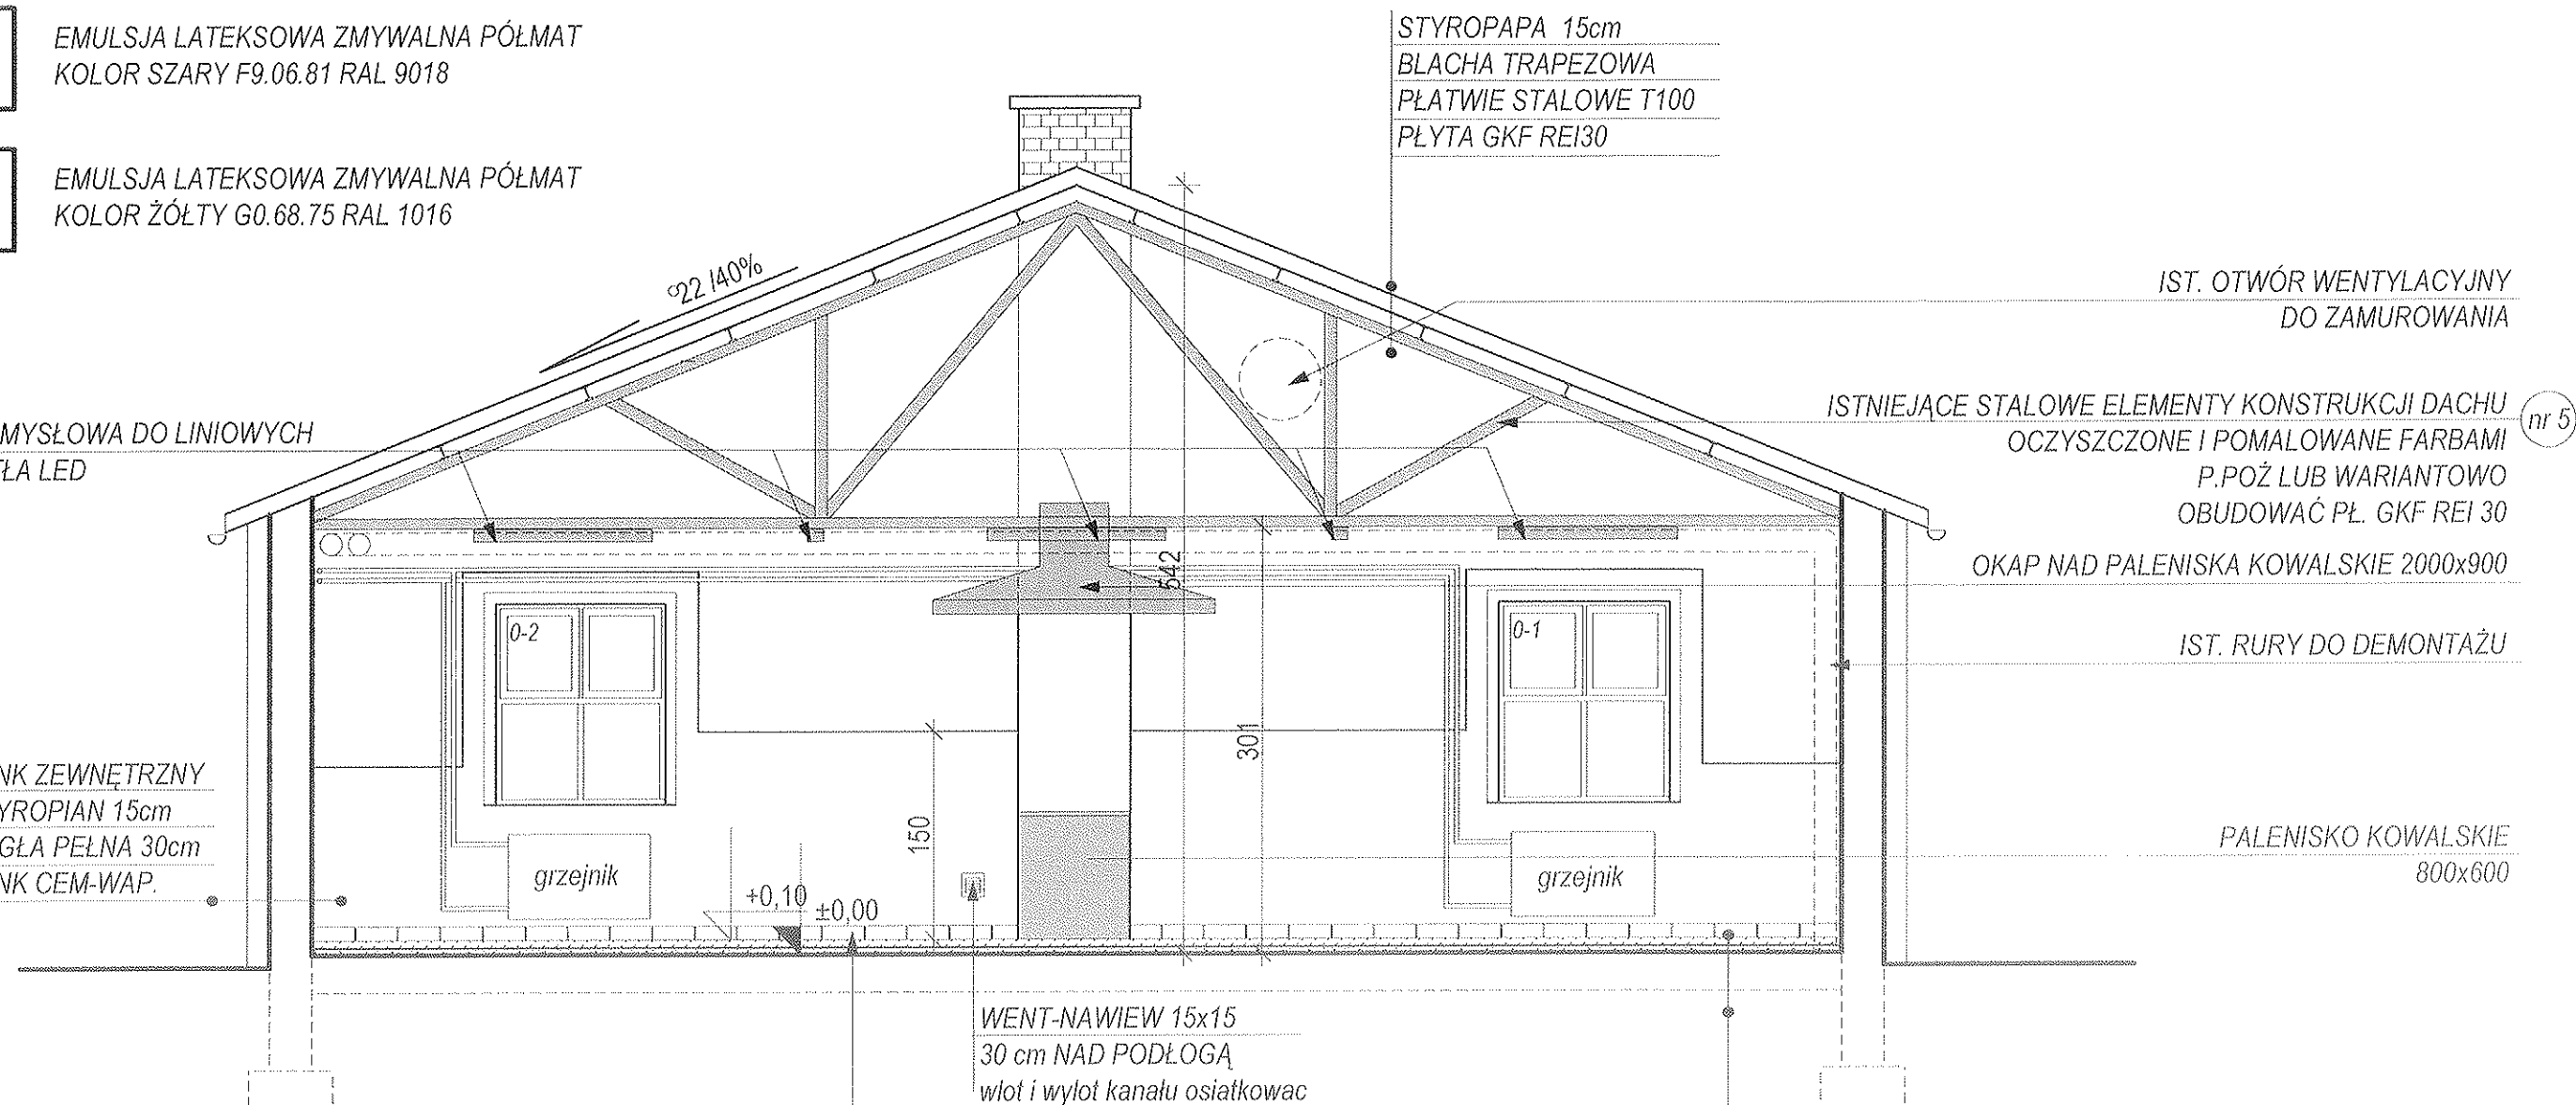 EMULSJA LATEKSOWA ZMYWALNA PÓŁMAT
KOLOR SZARY F9.06.81 RAL 9018
EMULSJA LATEKSOWA ZMYWALNA PÓŁMAT
KOLOR ŻÓŁTY G0.68.75 RAL 1016
STYROPAPA 15cm
BLACHA TRAPEZOWA
PŁATWIE STALOWE T100
PŁYTA GKF REI30
°22 /40%
IST. OTWÓR WENTYLACYJNY
DO ZAMUROWANIA
ISTNIEJĄCE STALOWE ELEMENTY KONSTRUKCJI DACHU
nr 5
OCZYSZCZONE I POMALOWANE FARBAMI
P.POŻ LUB WARIANTOWO
OBUDOWAĆ PŁ. GKF REI 30
MYSŁOWA DO LINIOWYCH
ŁA LED
OKAP NAD PALENISKA KOWALSKIE 2000x900
542
0-2
0-1
IST. RURY DO DEMONTAŻU
301
150
NK ZEWNĘTRZNY
YROPIAN 15cm
GŁA PEŁNA 30cm
NK CEM-WAP.
grzejnik
grzejnik
PALENISKO KOWALSKIE
800x600
+0,10
±0,00
WENT-NAWIEW 15x15
30 cm NAD PODŁOGĄ
wlot i wylot kanału osiatkowac